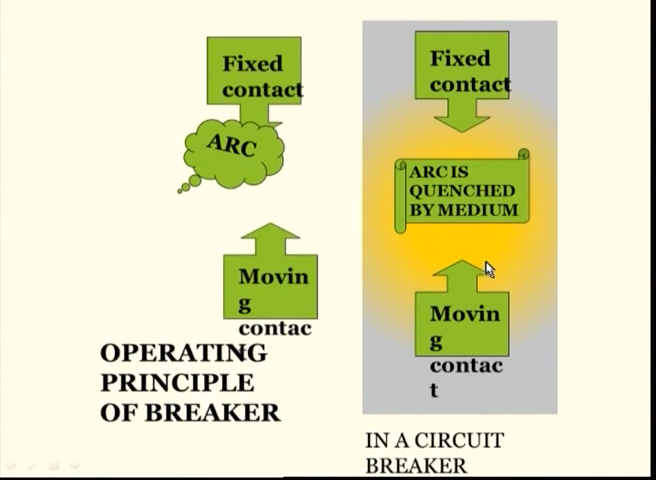 Fixed
contact
ARC
Movin
g
contac
t
OPERATING
PRINCIPLE
OF BREAKER
Fixed
contact
ARC IS
QUENCHED
BY MEDIUM
Movin
g
contac
t
IN A CIRCUIT
BREAKER